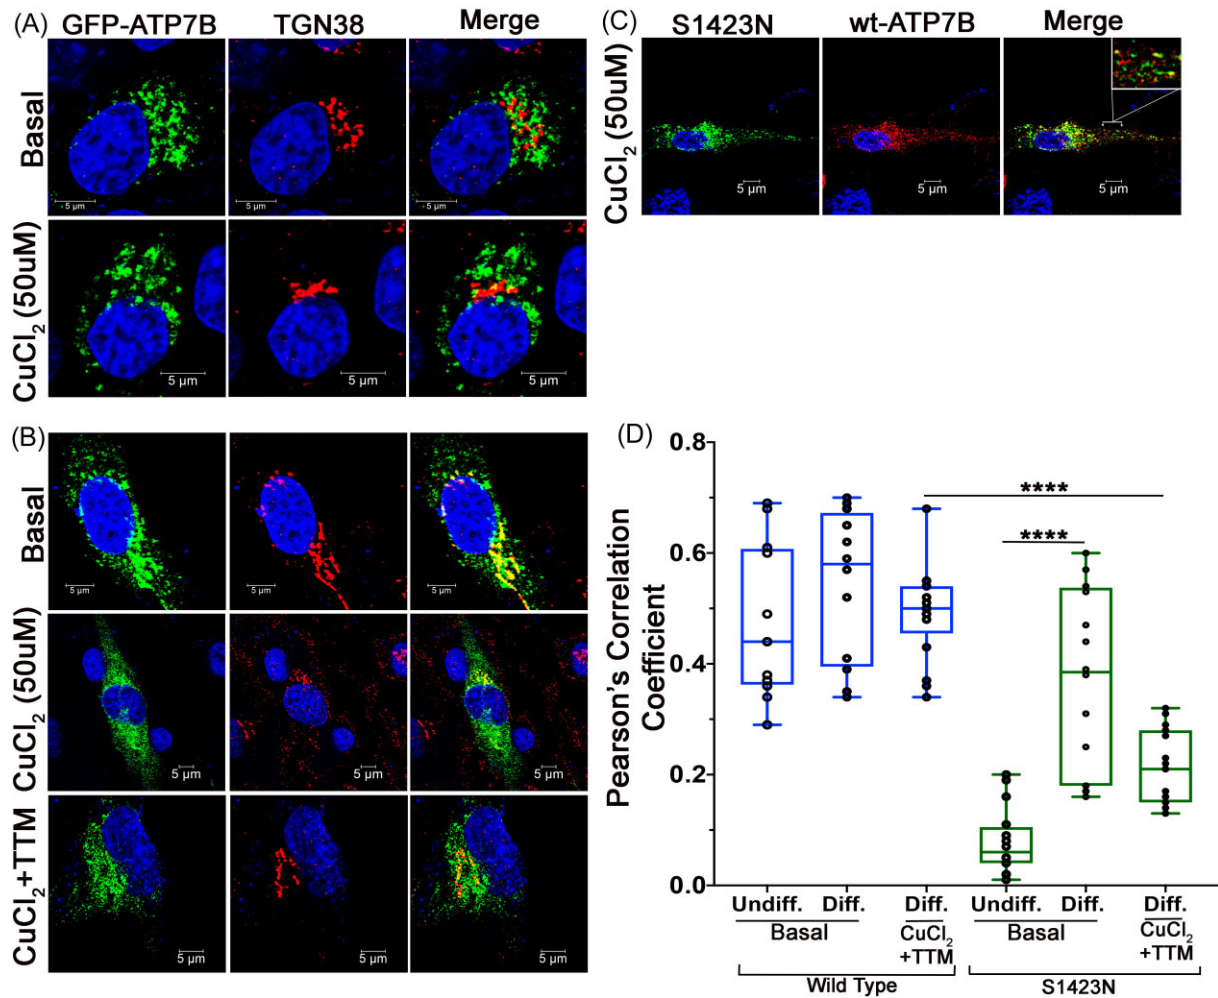 (A) GFP-ATP7B TGN38 Merge
Basal
5 µm 5 µm 5 µm
CuCl2 (50uM)
5 µm 5 µm 5 µm
(C) S1423N wt-ATP7B Merge
CuCl2 (50uM)
5 µm 5 µm 5 µm
(B)
Basal
5 µm 5 µm 5 µm
CuCl2 (50uM)
5 µm 5 µm 5 µm
CuCl2+TTM
5 µm 5 µm 5 µm
(D)
Pearson's Correlation
Coefficient
0.8
0.6
0.4
0.2
0.0
****
****
Undiff. Diff. Diff. Undiff. Diff. Diff.
Basal CuCl2 Basal CuCl2
+TTM +TTM
Wild Type S1423N